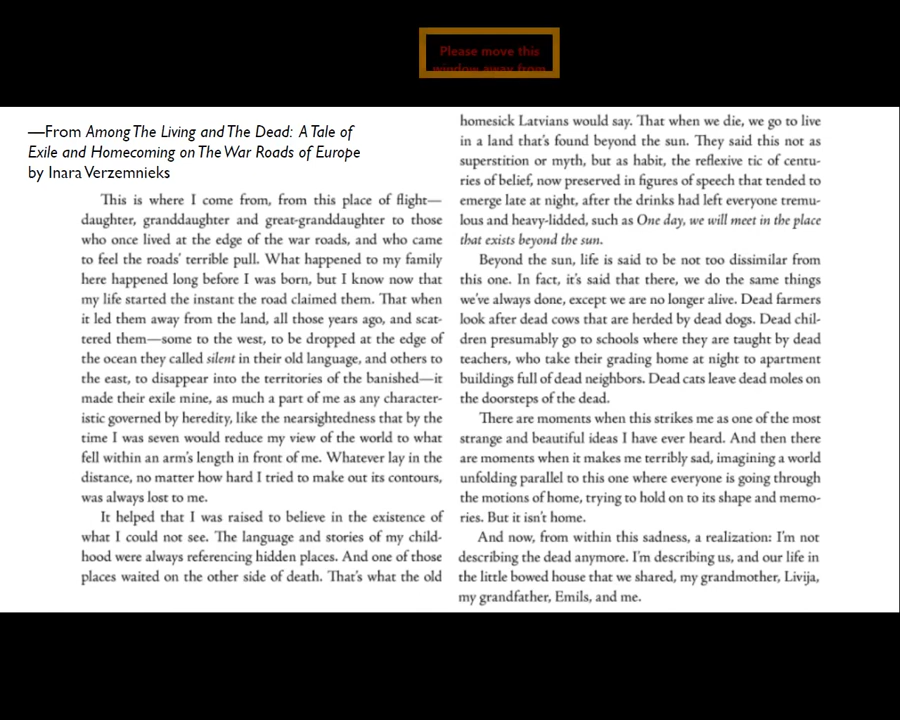 Please move this
window away from
—From Among The Living and The Dead: A Tale of
Exile and Homecoming on The War Roads of Europe
by Inara Verzemnieks
This is where I come from, from this place of flight—
daughter, granddaughter and great-granddaughter to those
who once lived at the edge of the war roads, and who came
to feel the roads' terrible pull. What happened to my family
here happened long before I was born, but I know now that
my life started the instant the road claimed them. That when
it led them away from the land, all those years ago, and scat-
tered them—some to the west, to be dropped at the edge of
the ocean they called silent in their old language, and others to
the east, to disappear into the territories of the banished—it
made their exile mine, as much a part of me as any character-
istic governed by heredity, like the nearsightedness that by the
time I was seven would reduce my view of the world to what
fell within an arm's length in front of me. Whatever lay in the
distance, no matter how hard I tried to make out its contours,
was always lost to me.
It helped that I was raised to believe in the existence of
what I could not see. The language and stories of my child-
hood were always referencing hidden places. And one of those
places waited on the other side of death. That's what the old
homesick Latvians would say. That when we die, we go to live
in a land that's found beyond the sun. They said this not as
superstition or myth, but as habit, the reflexive tic of centu-
ries of belief, now preserved in figures of speech that tended to
emerge late at night, after the drinks had left everyone tremu-
lous and heavy-lidded, such as One day, we will meet in the place
that exists beyond the sun.
Beyond the sun, life is said to be not too dissimilar from
this one. In fact, it's said that there, we do the same things
we've always done, except we are no longer alive. Dead farmers
look after dead cows that are herded by dead dogs. Dead chil-
dren presumably go to schools where they are taught by dead
teachers, who take their grading home at night to apartment
buildings full of dead neighbors. Dead cats leave dead moles on
the doorsteps of the dead.
There are moments when this strikes me as one of the most
strange and beautiful ideas I have ever heard. And then there
are moments when it makes me terribly sad, imagining a world
unfolding parallel to this one where everyone is going through
the motions of home, trying to hold on to its shape and memo-
ries. But it isn't home.
And now, from within this sadness, a realization: I'm not
describing the dead anymore. I'm describing us, and our life in
the little bowed house that we shared, my grandmother, Livija,
my grandfather, Emils, and me.